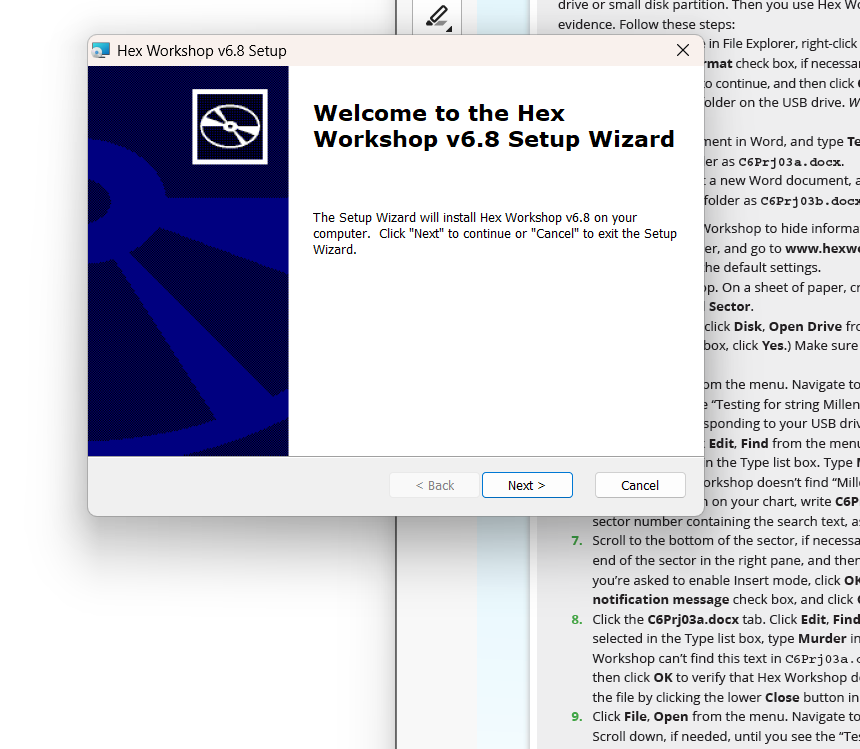 drive or small disk partition. Then you use Hex Wo
evidence. Follow these steps:
Hex Workshop v6.8 Setup
in File Explorer, right-click
rmat check box, if necessa
o continue, and then click
older on the USB drive. W
Welcome to the Hex
Workshop v6.8 Setup Wizard
ment in Word, and type Te
er as C6Prj03a.docx.
t a new Word document, a
folder as C6Prj03b.docx
The Setup Wizard will install Hex Workshop v6.8 on your
computer. Click "Next" to continue or "Cancel" to exit the Setup
Wizard.
Workshop to hide informa
er, and go to www.hexwo
he default settings.
op. On a sheet of paper, cr
Sector.
click Disk, Open Drive fro
box, click Yes.) Make sure
om the menu. Navigate to
e “Testing for string Millen
sponding to your USB driv
Edit, Find from the menu
n the Type list box. Type M
orkshop doesn’t find “Mille
n on your chart, write C6P
< Back
Next >
Cancel
sector number containing the search text, as
7. Scroll to the bottom of the sector, if necessa
end of the sector in the right pane, and then
you’re asked to enable Insert mode, click OK
notification message check box, and click
8. Click the C6Prj03a.docx tab. Click Edit, Find
selected in the Type list box, type Murder in
Workshop can’t find this text in C6Prj03a.
then click OK to verify that Hex Workshop d
the file by clicking the lower Close button in
9. Click File, Open from the menu. Navigate to
Scroll down, if needed, until you see the “Tes